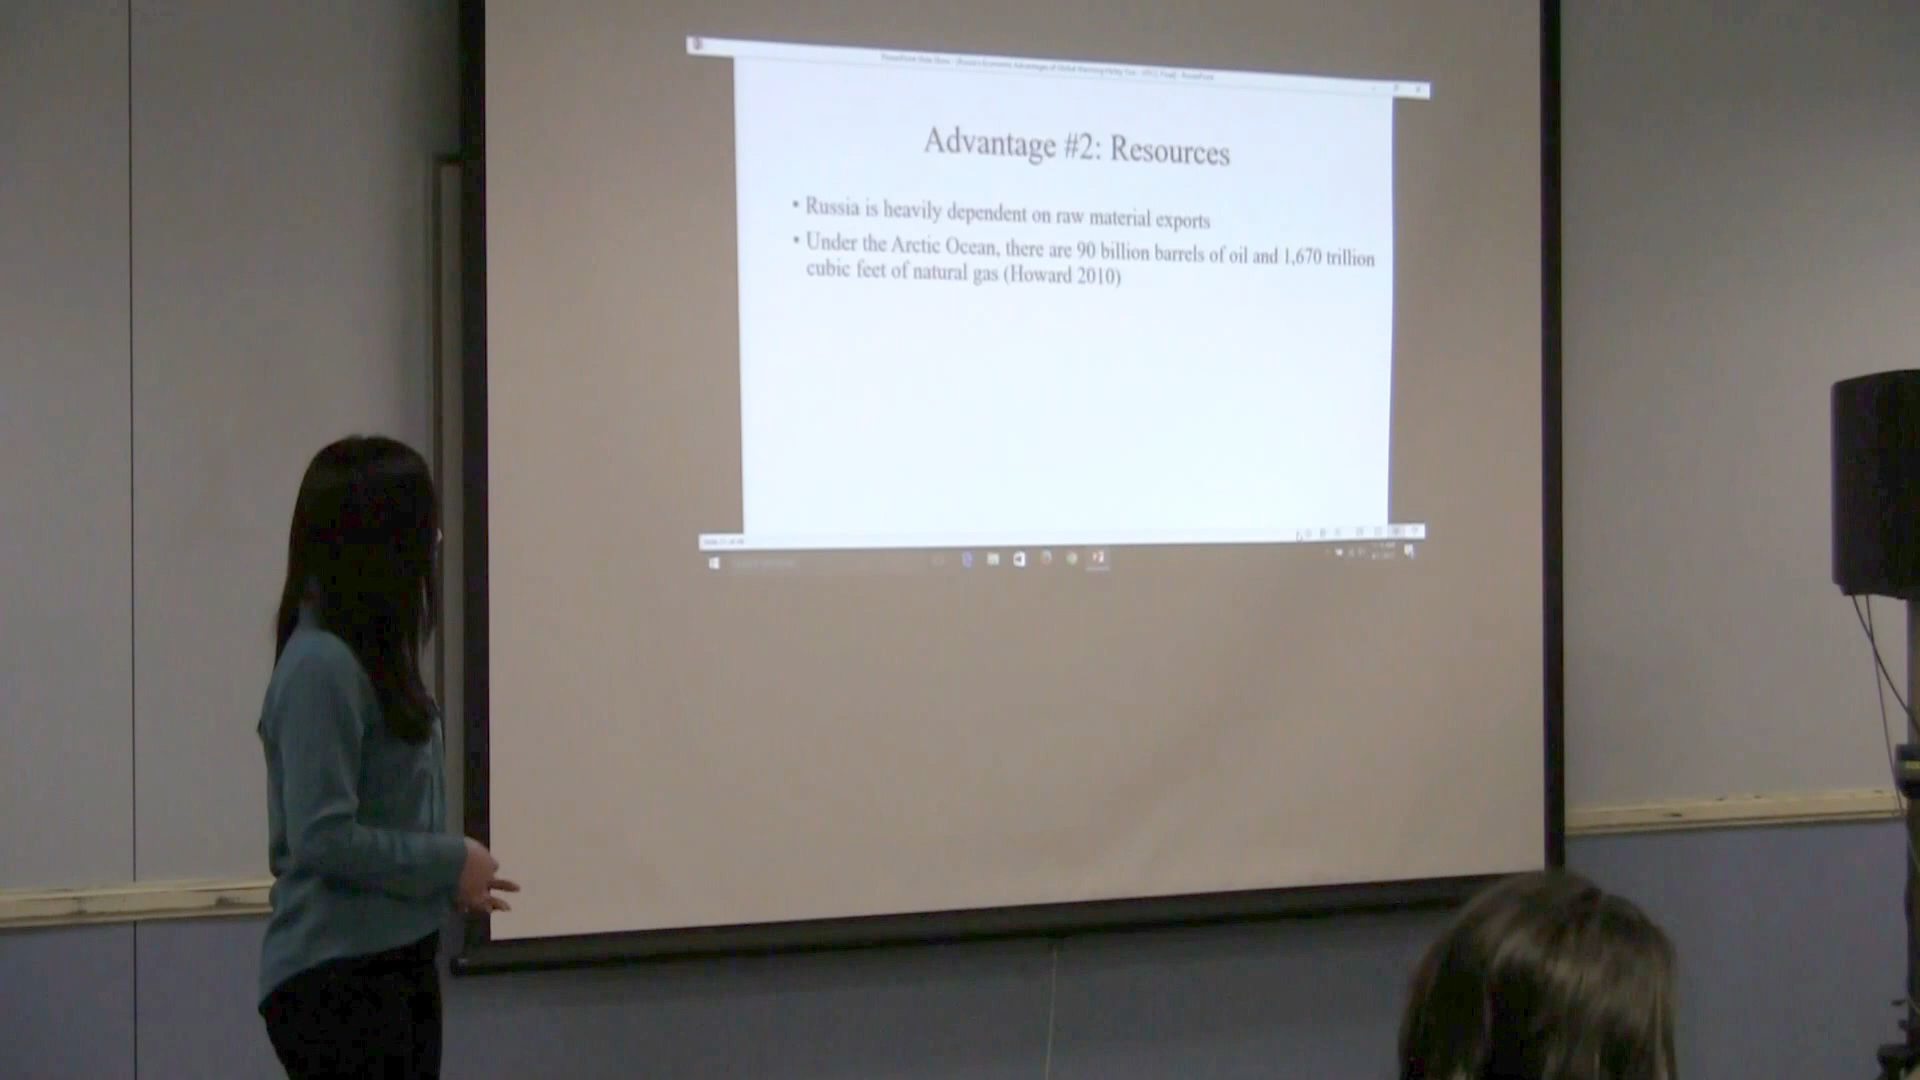 Advantage #2: Resources
• Russia is heavily dependent on raw material exports
• Under the Arctic Ocean, there are 90 billion barrels of oil and 1,670 trillion
cubic feet of natural gas (Howard 2010)